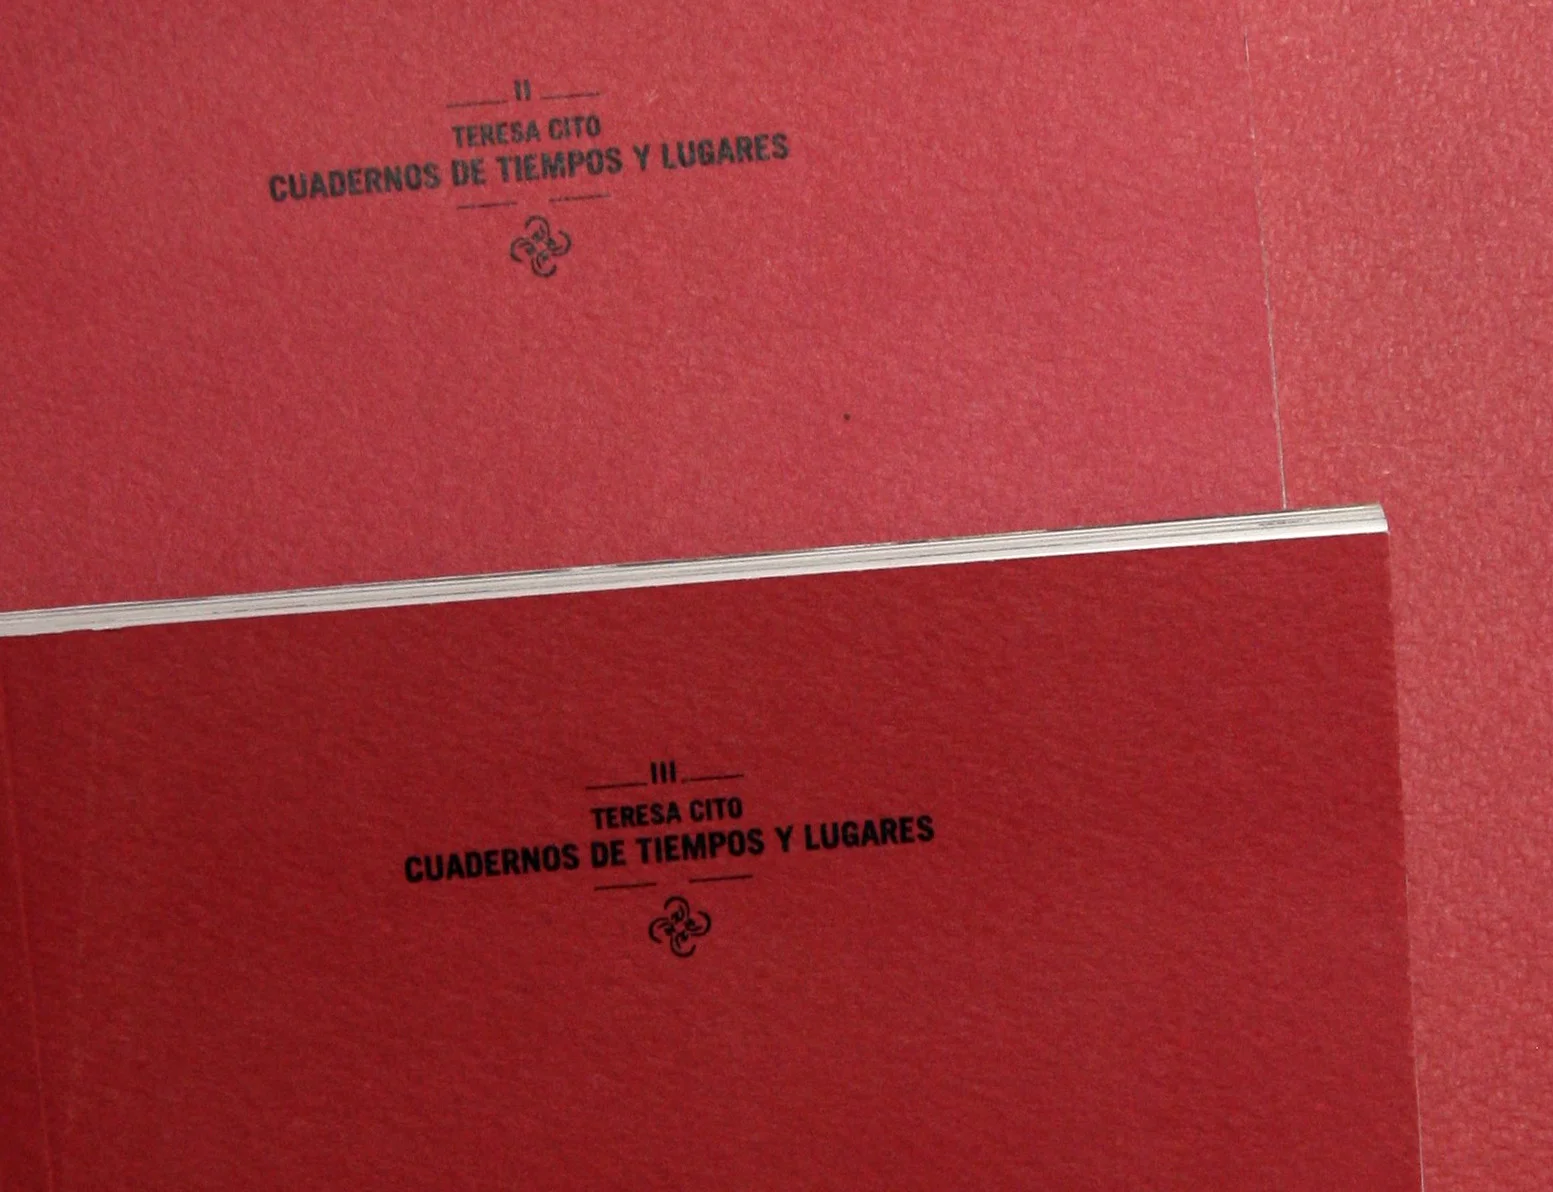 II
TERESA CITO
CUADERNOS DE TIEMPOS Y LUGARES
III
TERESA CITO
CUADERNOS DE TIEMPOS Y LUGARES